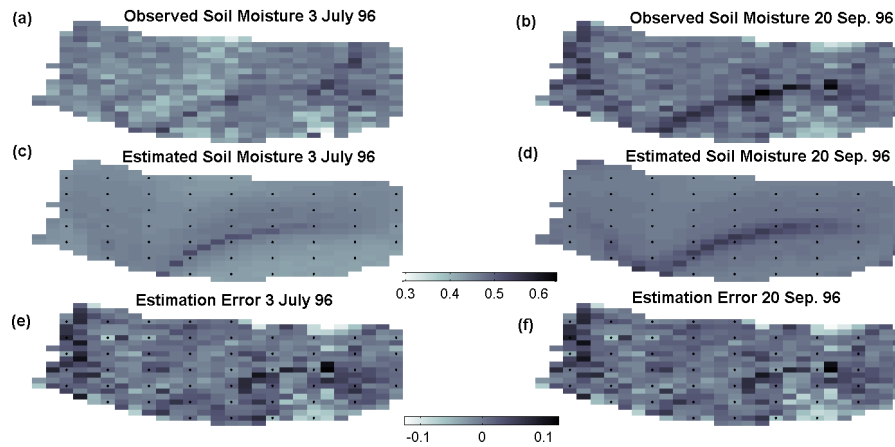 (a) Observed Soil Moisture 3 July 96
(b) Observed Soil Moisture 20 Sep. 96
(c) Estimated Soil Moisture 3 July 96
(d) Estimated Soil Moisture 20 Sep. 96
0.3 0.4 0.5 0.6
Estimation Error 3 July 96
(e)
Estimation Error 20 Sep. 96
(f)
-0.1 0 0.1